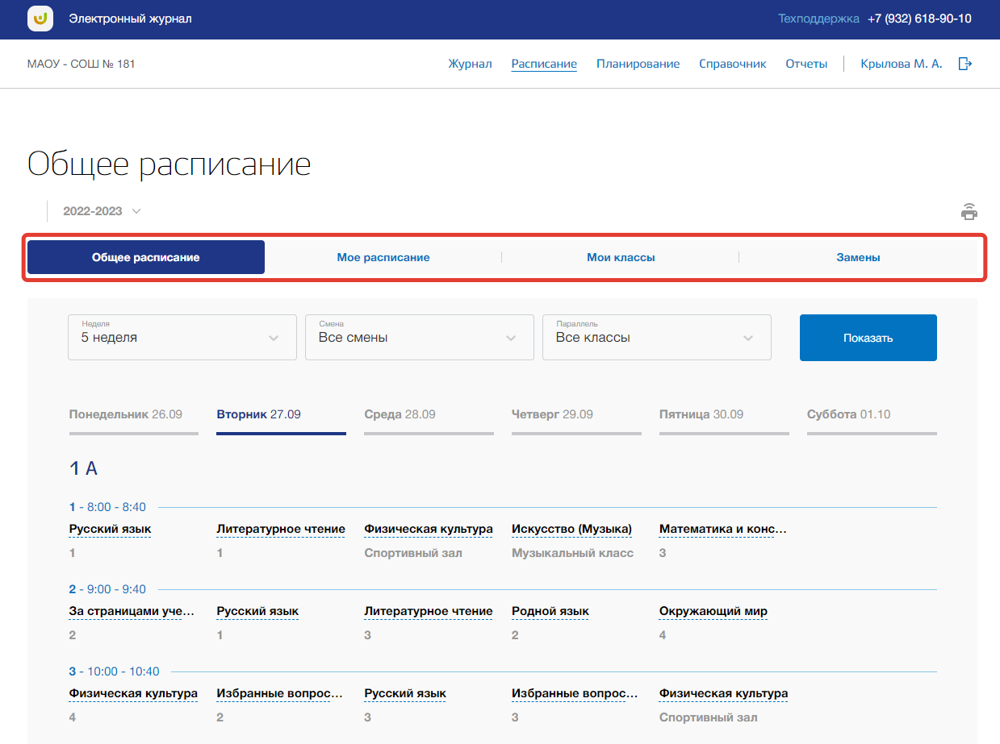 Электронный журнал
Техподдержка +7 (932) 618-90-10
МАОУ - СОШ № 181
Журнал Расписание Планирование Справочник Отчеты Крылова М. А.
Общее расписание
2022-2023
Общее расписание Мое расписание Мои классы Замены
Неделя Смена Параллель
5 неделя Все смены Все классы Показать
Понедельник 26.09 Вторник 27.09 Среда 28.09 Четверг 29.09 Пятница 30.09 Суббота 01.10
1 А
1 - 8:00 - 8:40
Русский язык Литературное чтение Физическая культура Искусство (Музыка) Математика и конс...
1 1 Спортивный зал Музыкальный класс 3
2 - 9:00 - 9:40
За страницами уче... Русский язык Литературное чтение Родной язык Окружающий мир
2 1 3 2 4
3 - 10:00 - 10:40
Физическая культура Избранные вопрос... Русский язык Избранные вопрос... Физическая культура
4 2 3 3 Спортивный зал